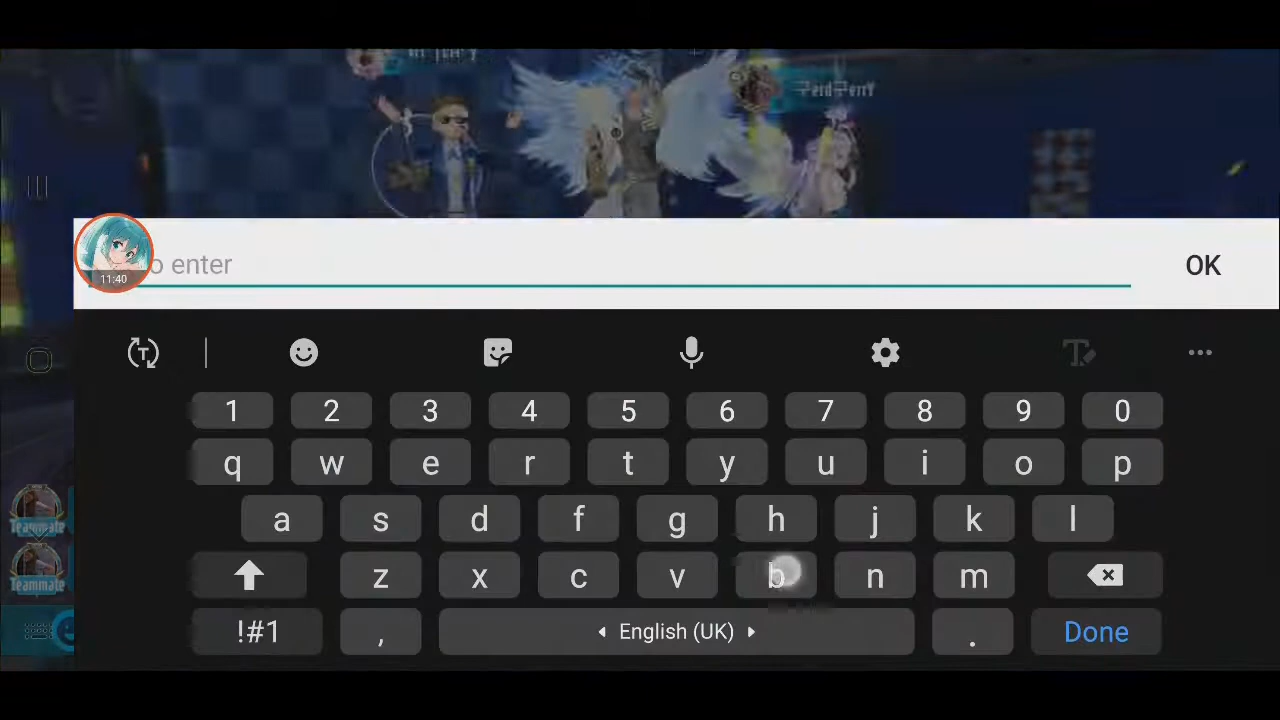 o enter
OK
11:40
T
1 2 3 4 5 6 7 8 9 0
q w e r t y u i o p
a s d f g h j k l
z x c v b n m
!#1 , English (UK) . Done
Teammate
Teammate